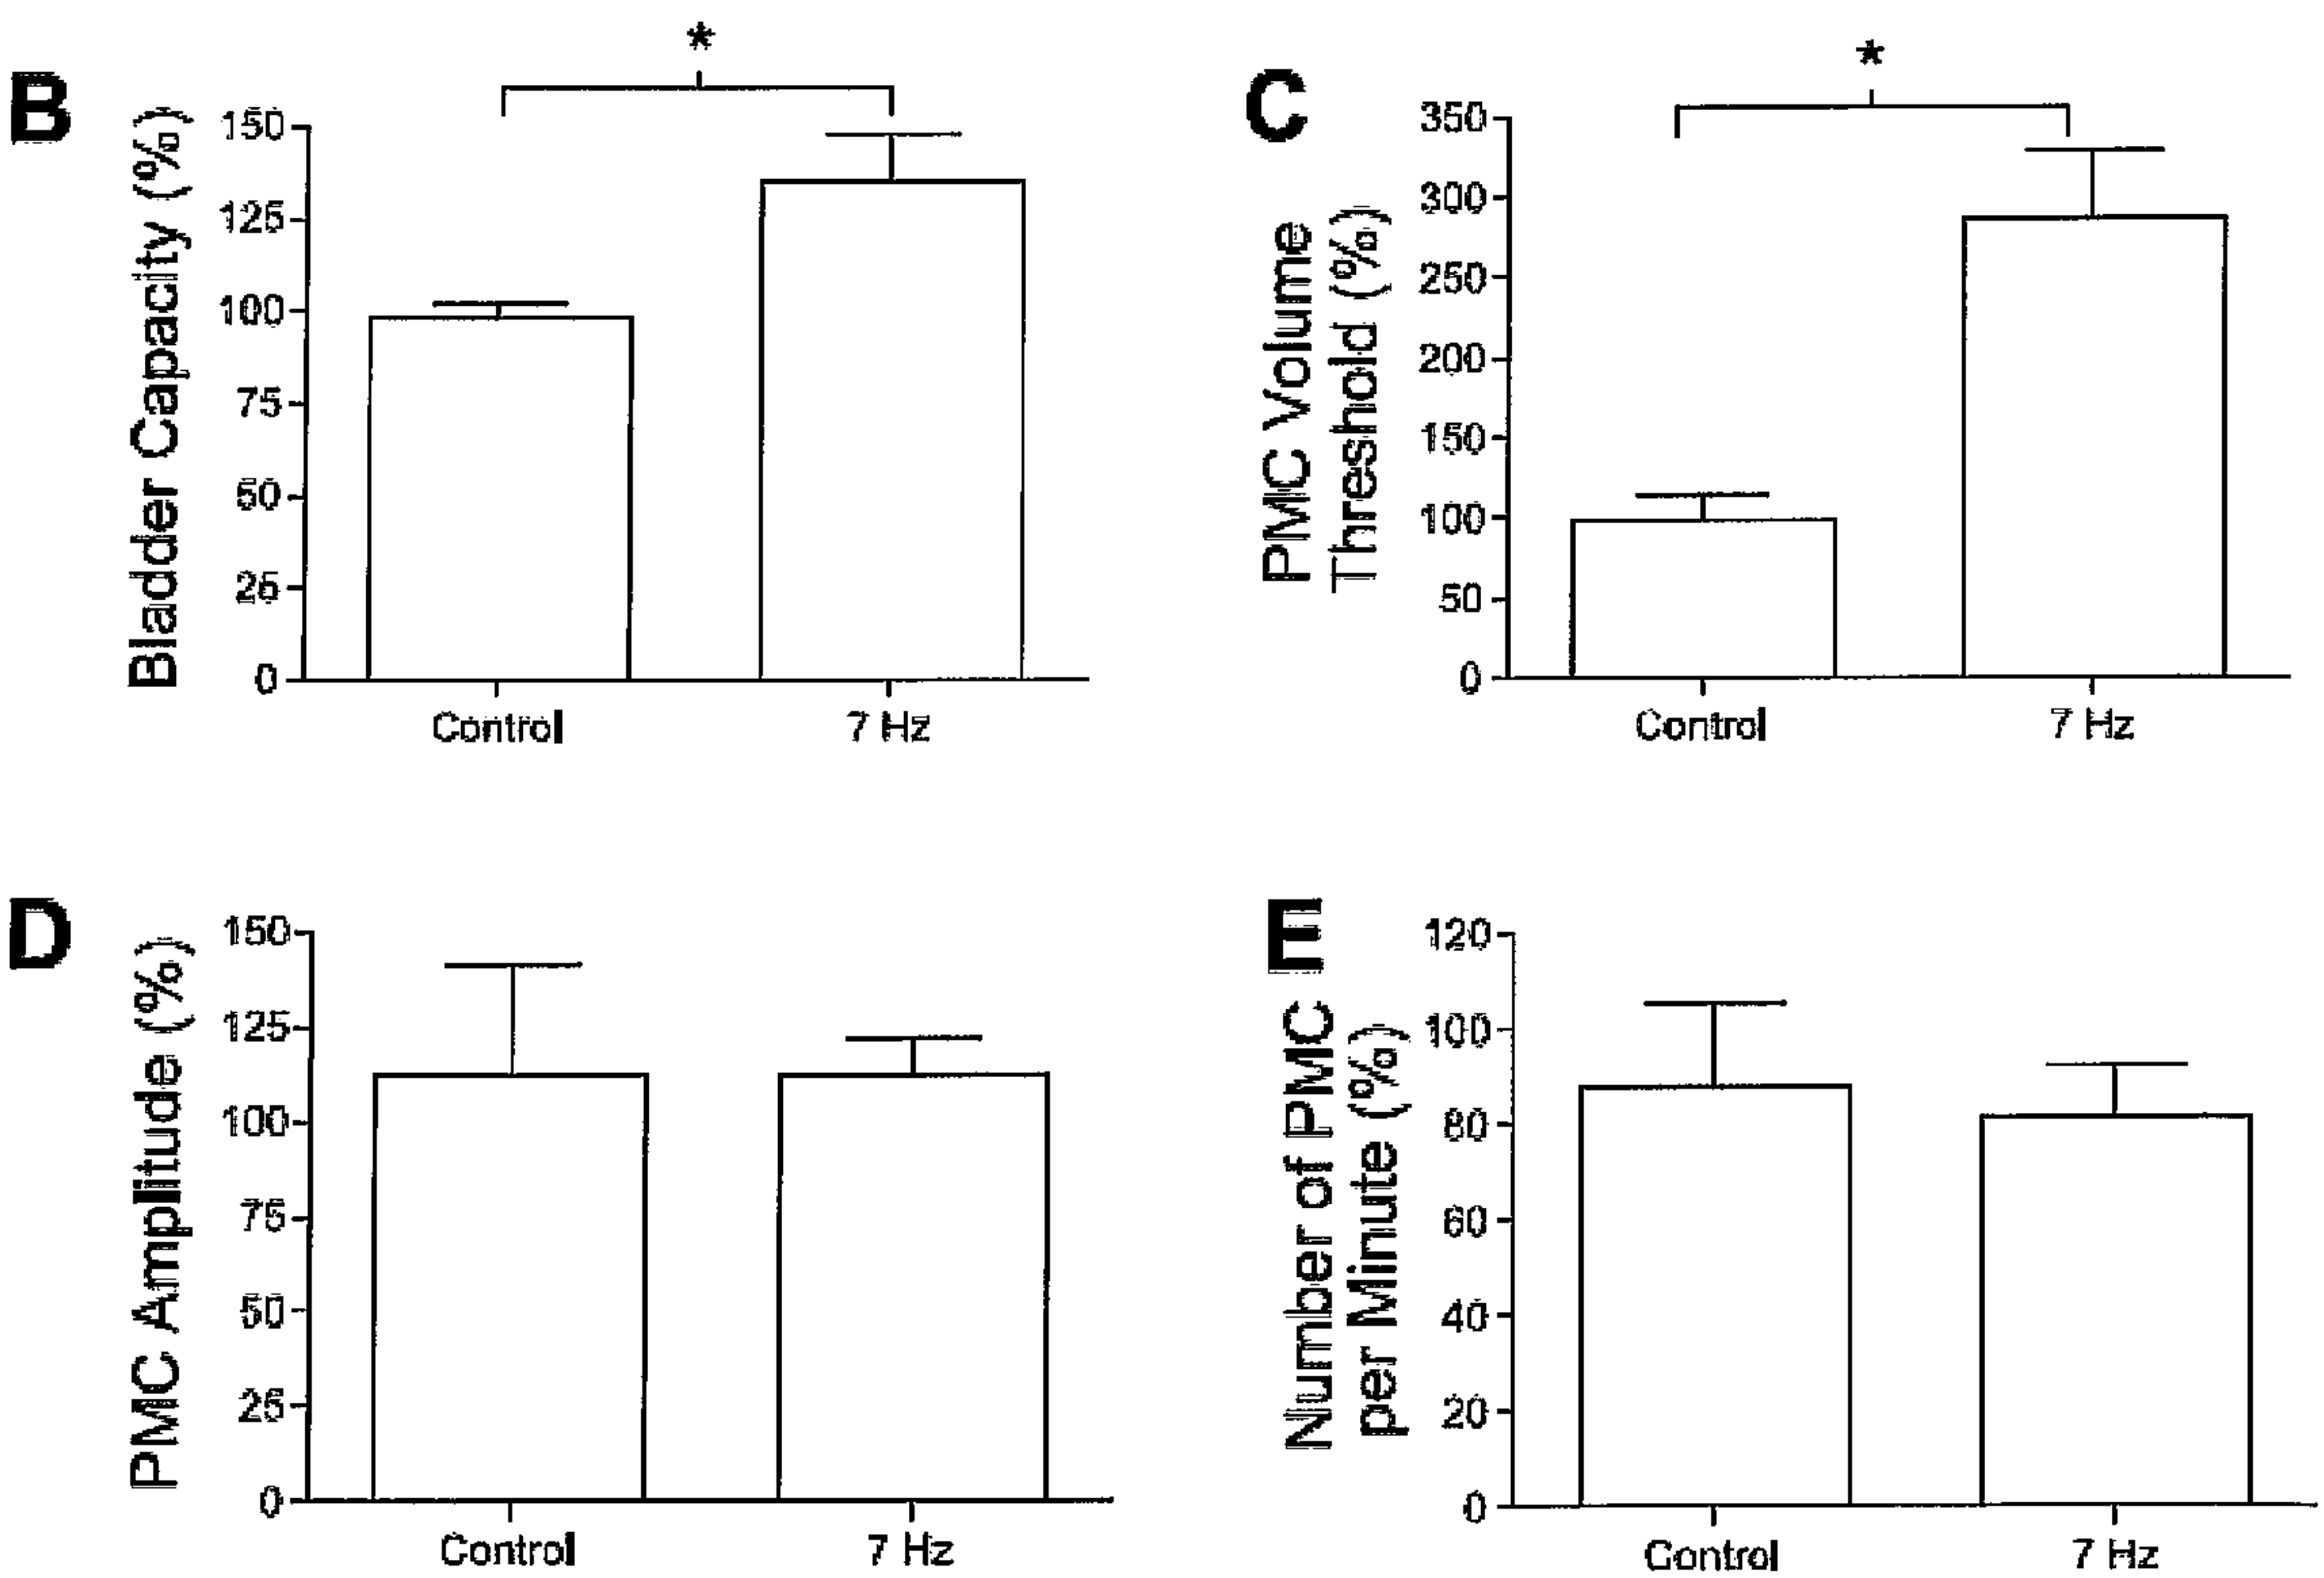 B
Bladder Capacity (%)
150
125
100
75
50
25
0
*
Control
7 Hz
C
PMC Volume
Threshold (%)
350
300
250
200
150
100
50
0
*
Control
7 Hz
D
PMC Amplitude (%)
150
125
100
75
50
25
0
Control
7 Hz
E
Number of PMC
per Minute (%)
120
100
80
60
40
20
0
Control
7 Hz